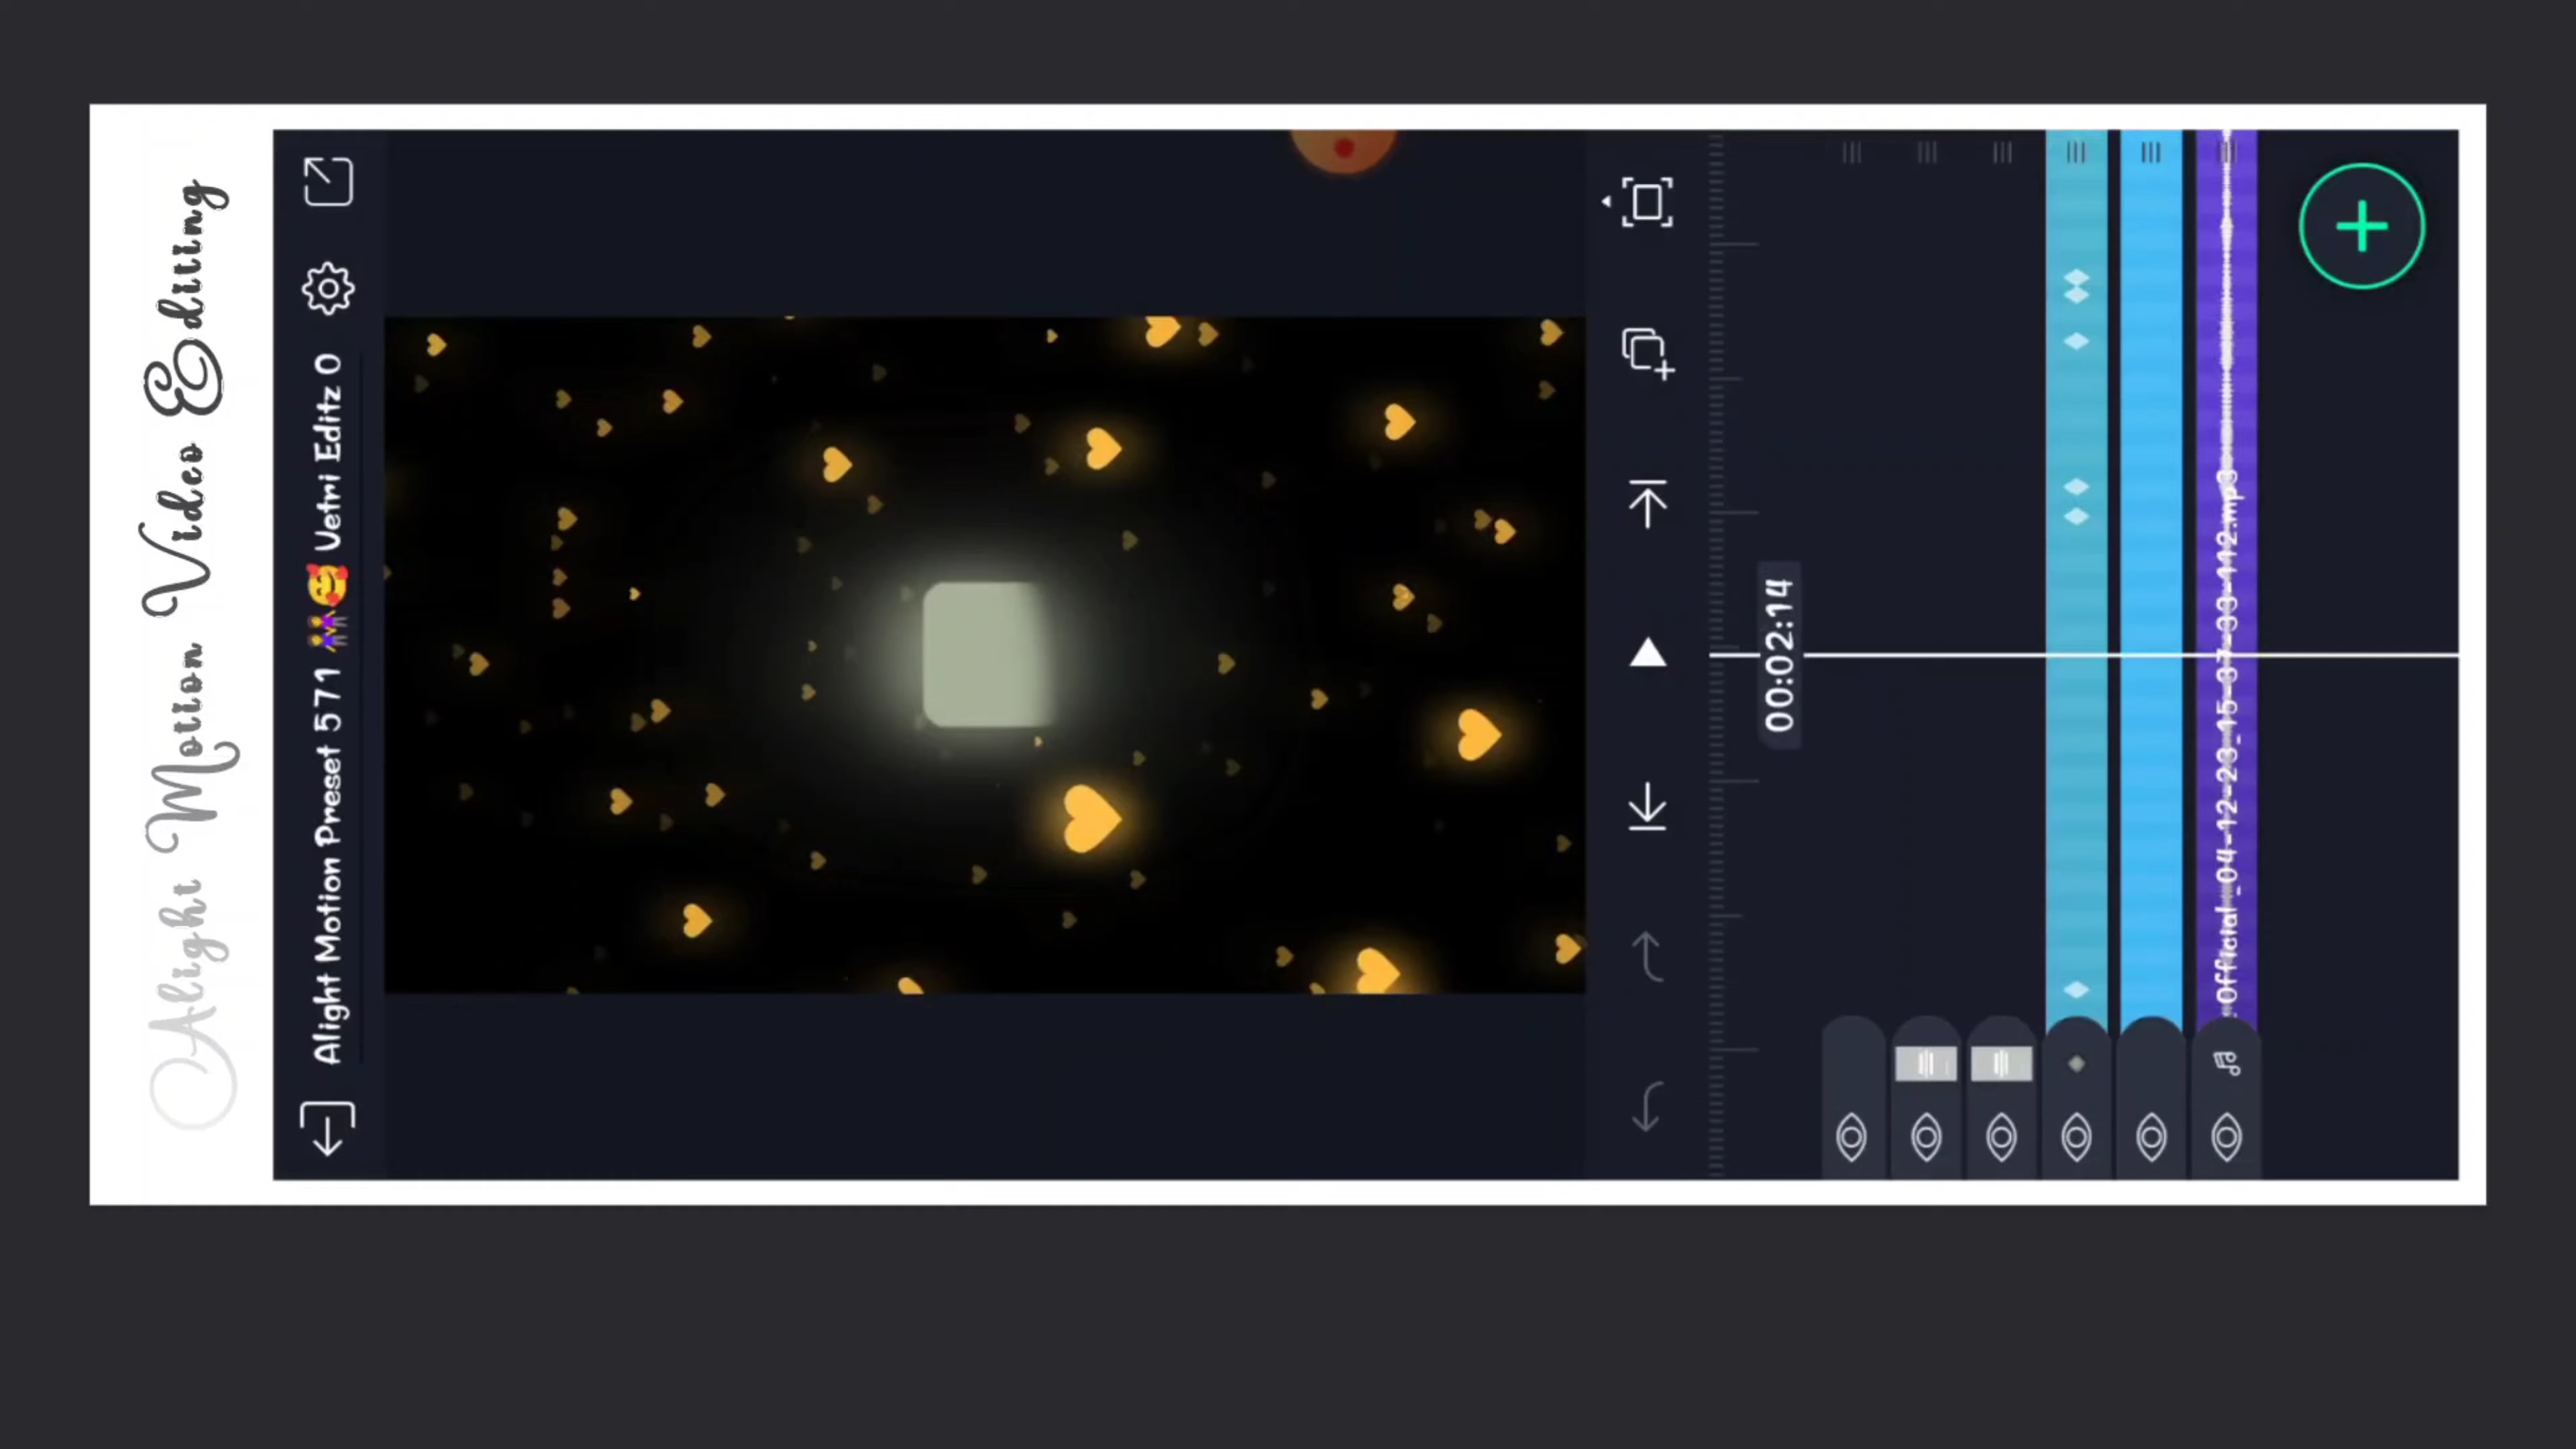 Alight Motion Video Editing
Alight Motion Preset 571 👭🥰 Vetri Editz 0
00:02:14
Official_04-12-23_15-37-33-412.mp3